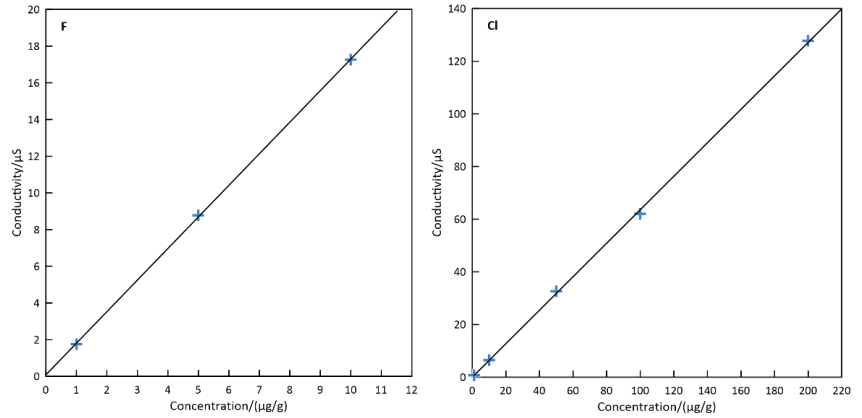 F
20
18
16
14
12
10
8
6
4
2
0
Conductivity/µS
0 1 2 3 4 5 6 7 8 9 10 11 12
Concentration/(µg/g)
Cl
140
120
100
80
60
40
20
0
Conductivity/µS
0 20 40 60 80 100 120 140 160 180 200 220
Concentration/(µg/g)